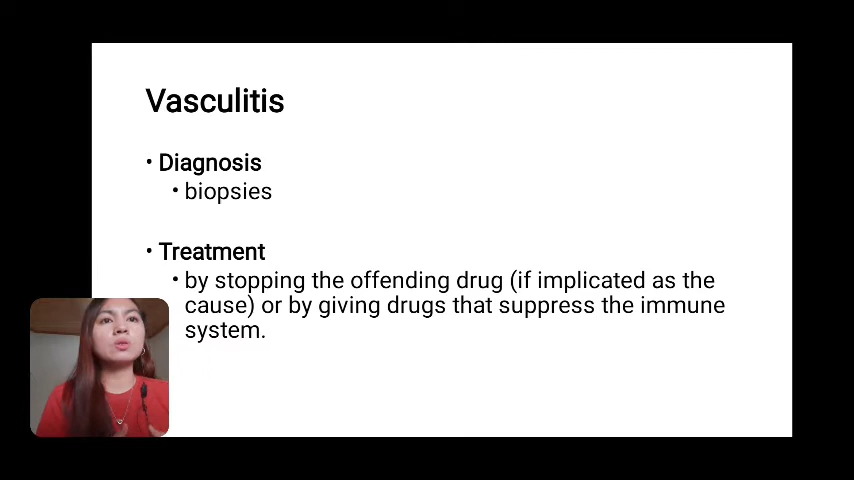 Vasculitis
• Diagnosis
• biopsies
• Treatment
• by stopping the offending drug (if implicated as the
cause) or by giving drugs that suppress the immune
system.